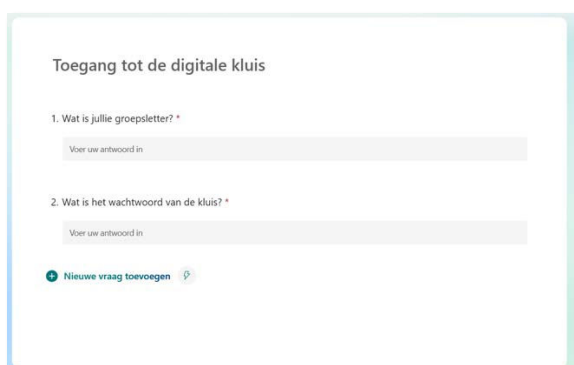 Toegang tot de digitale kluis
1. Wat is jullie groepsletter? *
Voer uw antwoord in
2. Wat is het wachtwoord van de kluis? *
Voer uw antwoord in
Nieuwe vraag toevoegen